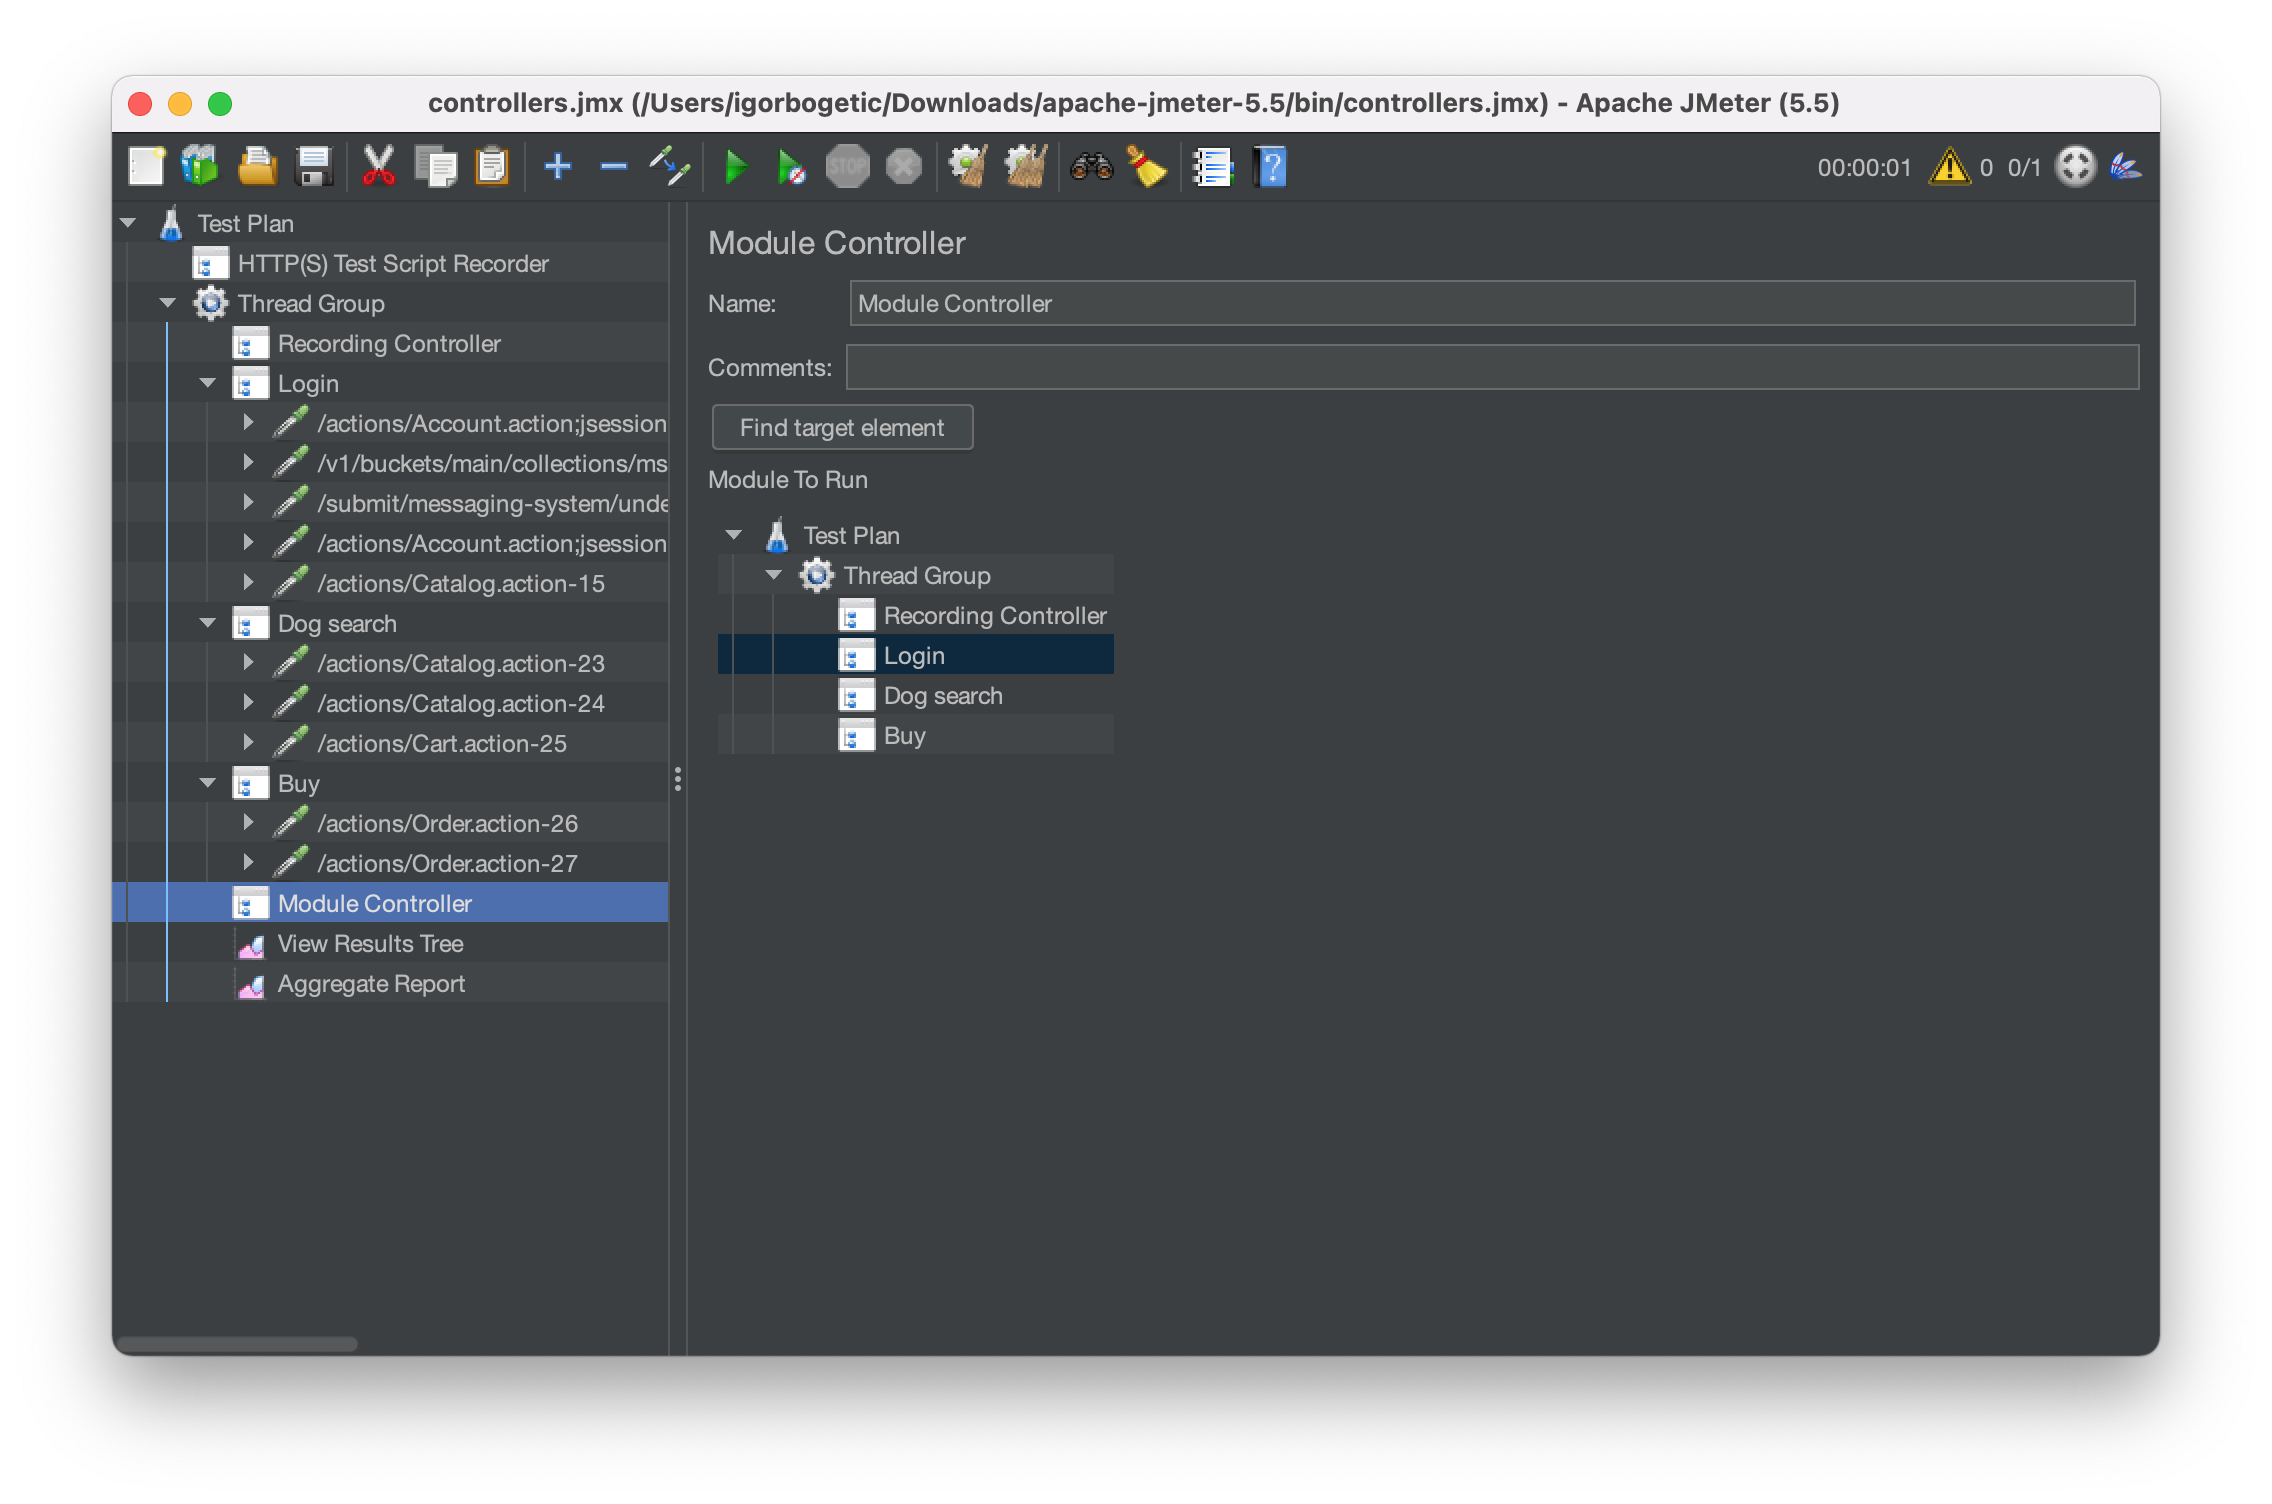 controllers.jmx (/Users/igorbogetic/Downloads/apache-jmeter-5.5/bin/controllers.jmx) - Apache JMeter (5.5)
STOP
?
00:00:01
!
0 0/1
Test Plan
HTTP(S) Test Script Recorder
Thread Group
Recording Controller
Login
/actions/Account.action;jsession
/v1/buckets/main/collections/ms
/submit/messaging-system/unde
/actions/Account.action;jsession
/actions/Catalog.action-15
Dog search
/actions/Catalog.action-23
/actions/Catalog.action-24
/actions/Cart.action-25
Buy
/actions/Order.action-26
/actions/Order.action-27
Module Controller
View Results Tree
Aggregate Report
Module Controller
Name: Module Controller
Comments:
Find target element
Module To Run
Test Plan
Thread Group
Recording Controller
Login
Dog search
Buy